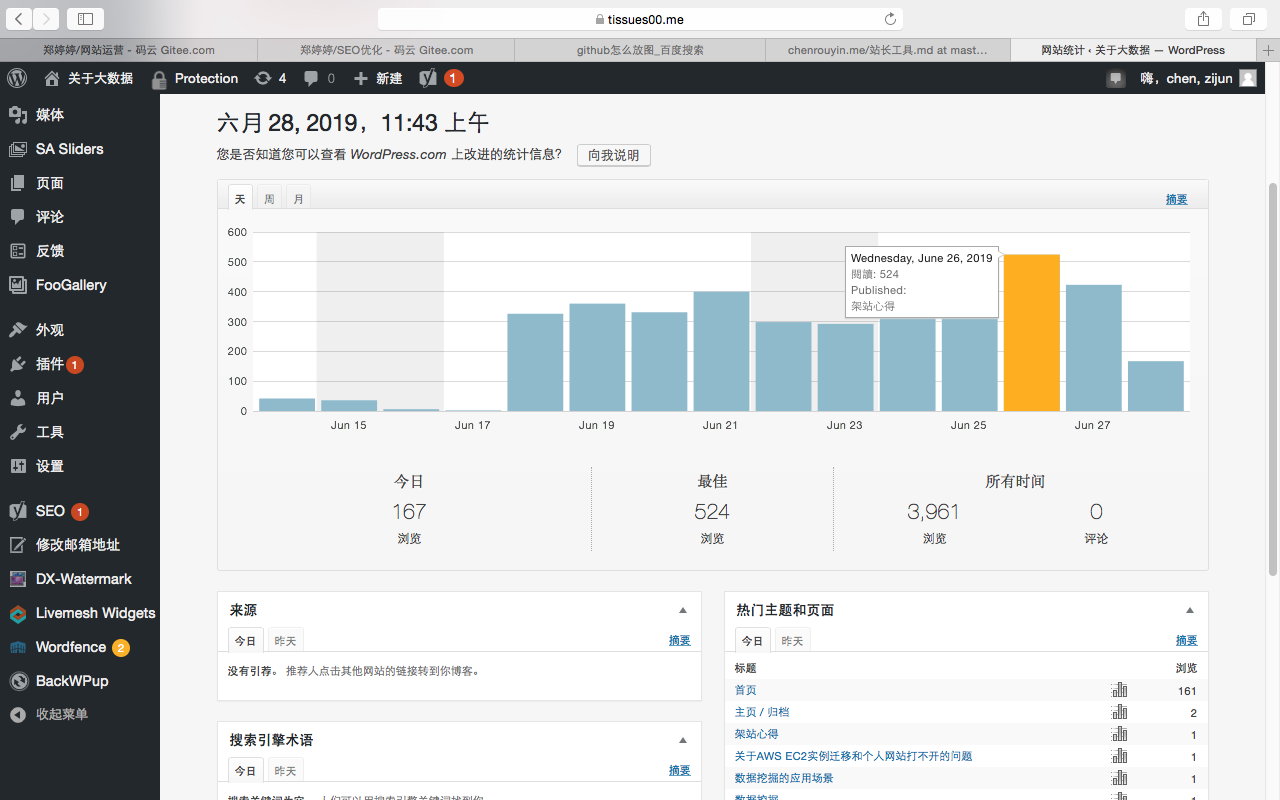 tissues00.me
郑婷婷/网站运营 - 码云 Gitee.com
郑婷婷/SEO优化 - 码云 Gitee.com
github怎么放图_百度搜索
chenrouyin.me/站长工具.md at mast…
网站统计 ‹ 关于大数据 — WordPress
关于大数据
Protection
4
0
新建
1
嗨，chen, zijun
媒体
SA Sliders
页面
评论
反馈
FooGallery
外观
插件 1
用户
工具
设置
SEO 1
修改邮箱地址
DX-Watermark
Livemesh Widgets
Wordfence 2
BackWPup
收起菜单
六月 28, 2019，11:43 上午
您是否知道您可以查看 WordPress.com 上改进的统计信息?
向我说明
天
周
月
摘要
600
500
400
300
200
100
0
Wednesday, June 26, 2019
閱讀: 524
Published:
架站心得
Jun 15
Jun 17
Jun 19
Jun 21
Jun 23
Jun 25
Jun 27
今日
167
浏览
最佳
524
浏览
所有时间
3,961
浏览
0
评论
来源
今日
昨天
摘要
没有引荐。 推荐人点击其他网站的链接转到你博客。
搜索引擎术语
今日
昨天
摘要
热门主题和页面
今日
昨天
摘要
标题
浏览
首页
161
主页 / 归档
2
架站心得
1
关于AWS EC2实例迁移和个人网站打不开的问题
1
数据挖掘的应用场景
1
数据挖掘
1